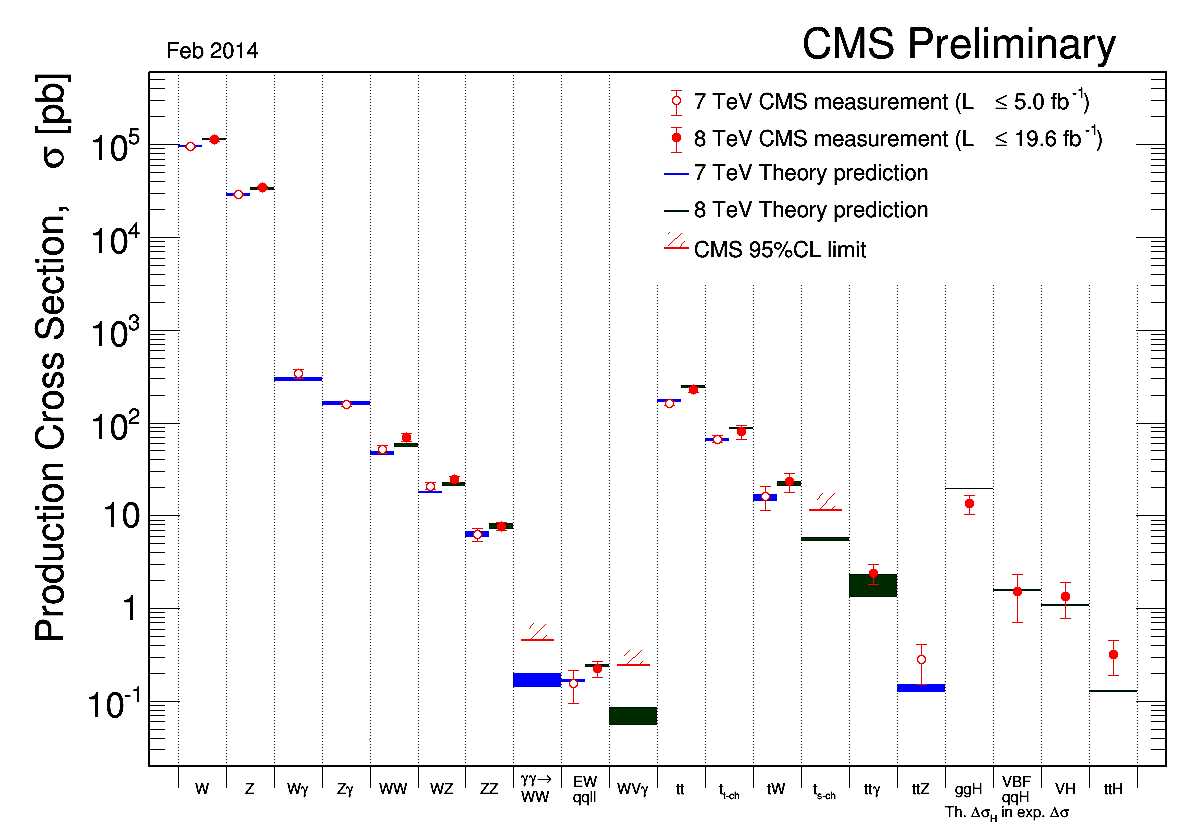 Feb 2014
CMS Preliminary
Production Cross Section, σ [pb]
7 TeV CMS measurement (L ≤ 5.0 fb⁻¹)
8 TeV CMS measurement (L ≤ 19.6 fb⁻¹)
7 TeV Theory prediction
8 TeV Theory prediction
CMS 95%CL limit
10⁵
10⁴
10³
10²
10
1
10⁻¹
W Z Wγ Zγ WW WZ ZZ γγ→ EW WVγ tt t_t-ch tW t_s-ch ttγ ttZ ggH VBF VH ttH
WW qqll qqH
Th. Δσ_H in exp. Δσ